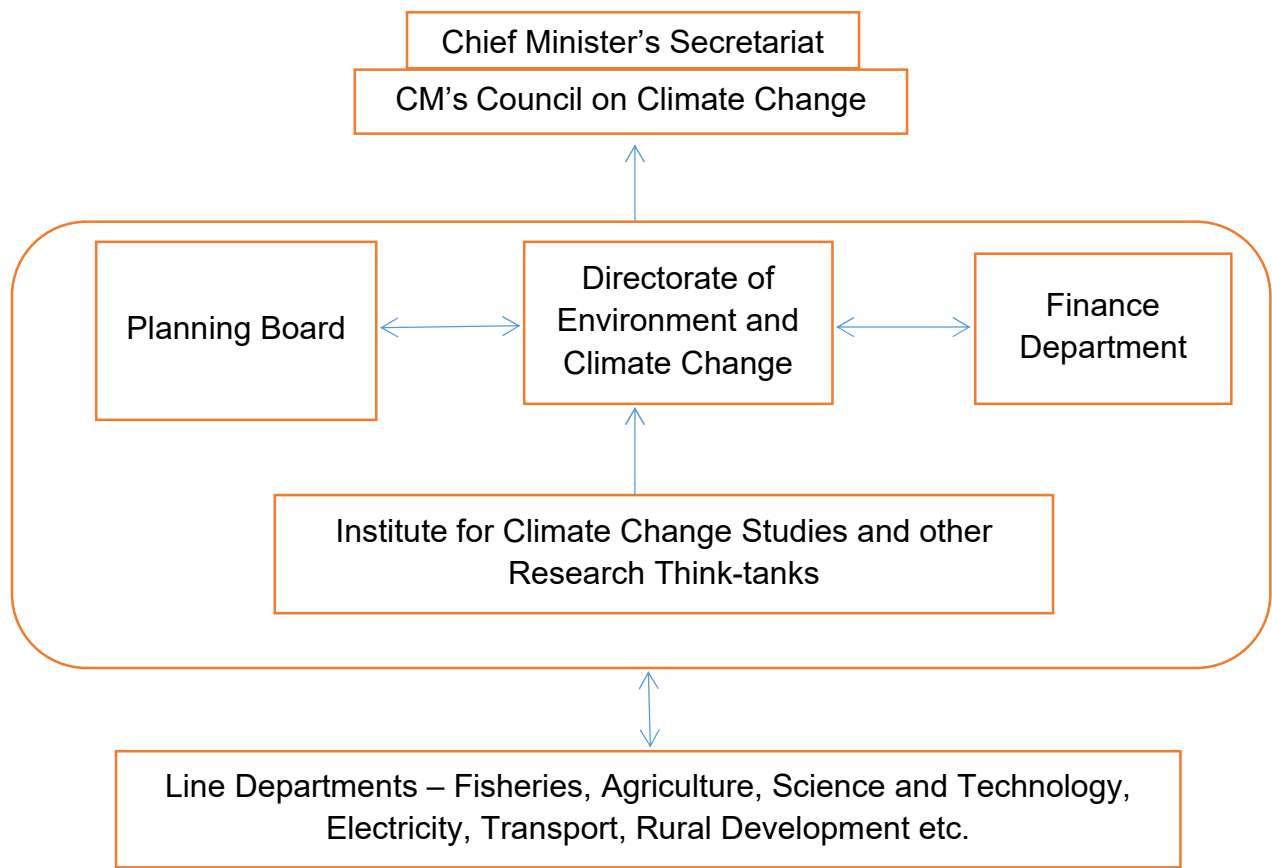 Chief Minister’s Secretariat
CM’s Council on Climate Change
Planning Board
Directorate of
Environment and
Climate Change
Finance
Department
Institute for Climate Change Studies and other
Research Think-tanks
Line Departments – Fisheries, Agriculture, Science and Technology,
Electricity, Transport, Rural Development etc.